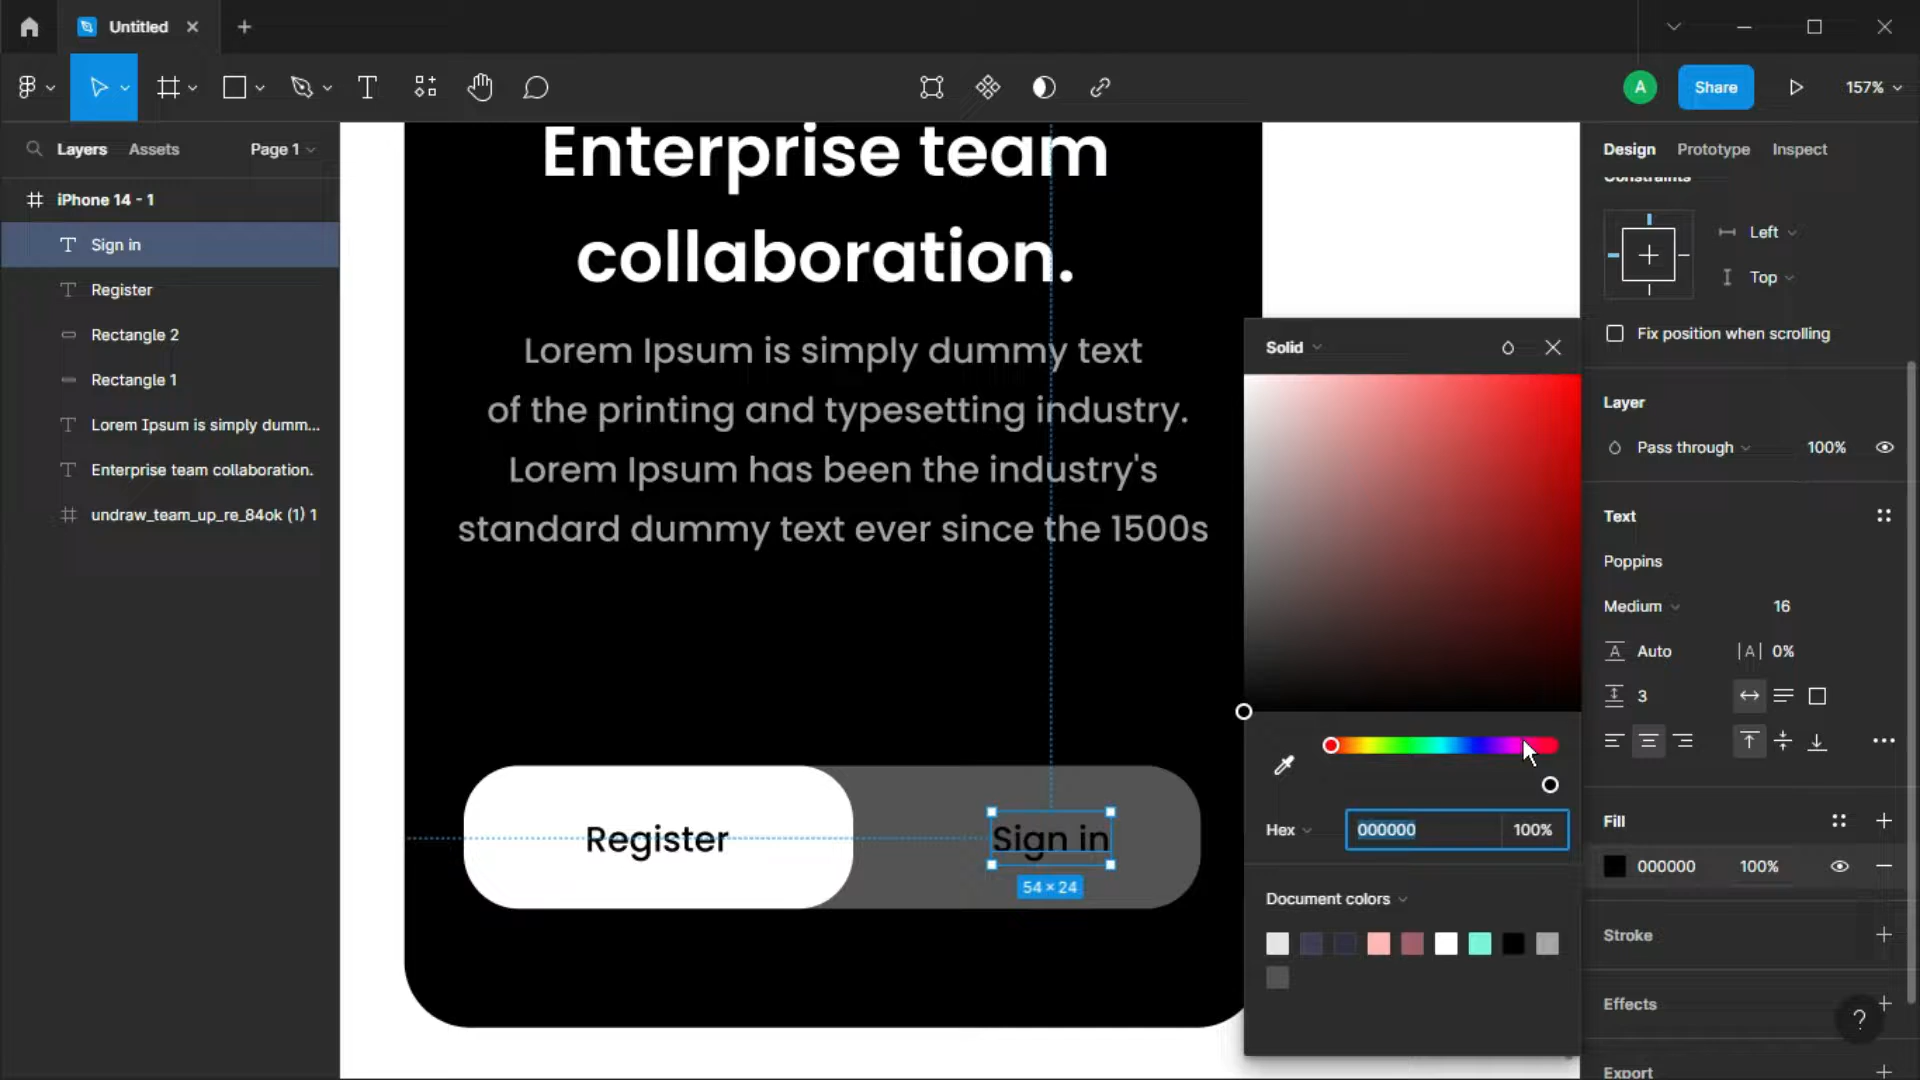 Untitled
A
Share
157%
Layers
Assets
Page 1
Design
Prototype
Inspect
iPhone 14 - 1
Sign in
Register
Rectangle 2
Rectangle 1
Lorem Ipsum is simply dumm...
Enterprise team collaboration.
undraw_team_up_re_84ok (1) 1
Enterprise team
collaboration.
Lorem Ipsum is simply dummy text
of the printing and typesetting industry.
Lorem Ipsum has been the industry's
standard dummy text ever since the 1500s
Register
Sign in
54 × 24
Solid
Hex
000000
100%
Document colors
Constraints
Left
Top
Fix position when scrolling
Layer
Pass through
100%
Text
Poppins
Medium
16
Auto
0%
3
Fill
000000
100%
Stroke
Effects
?
Export